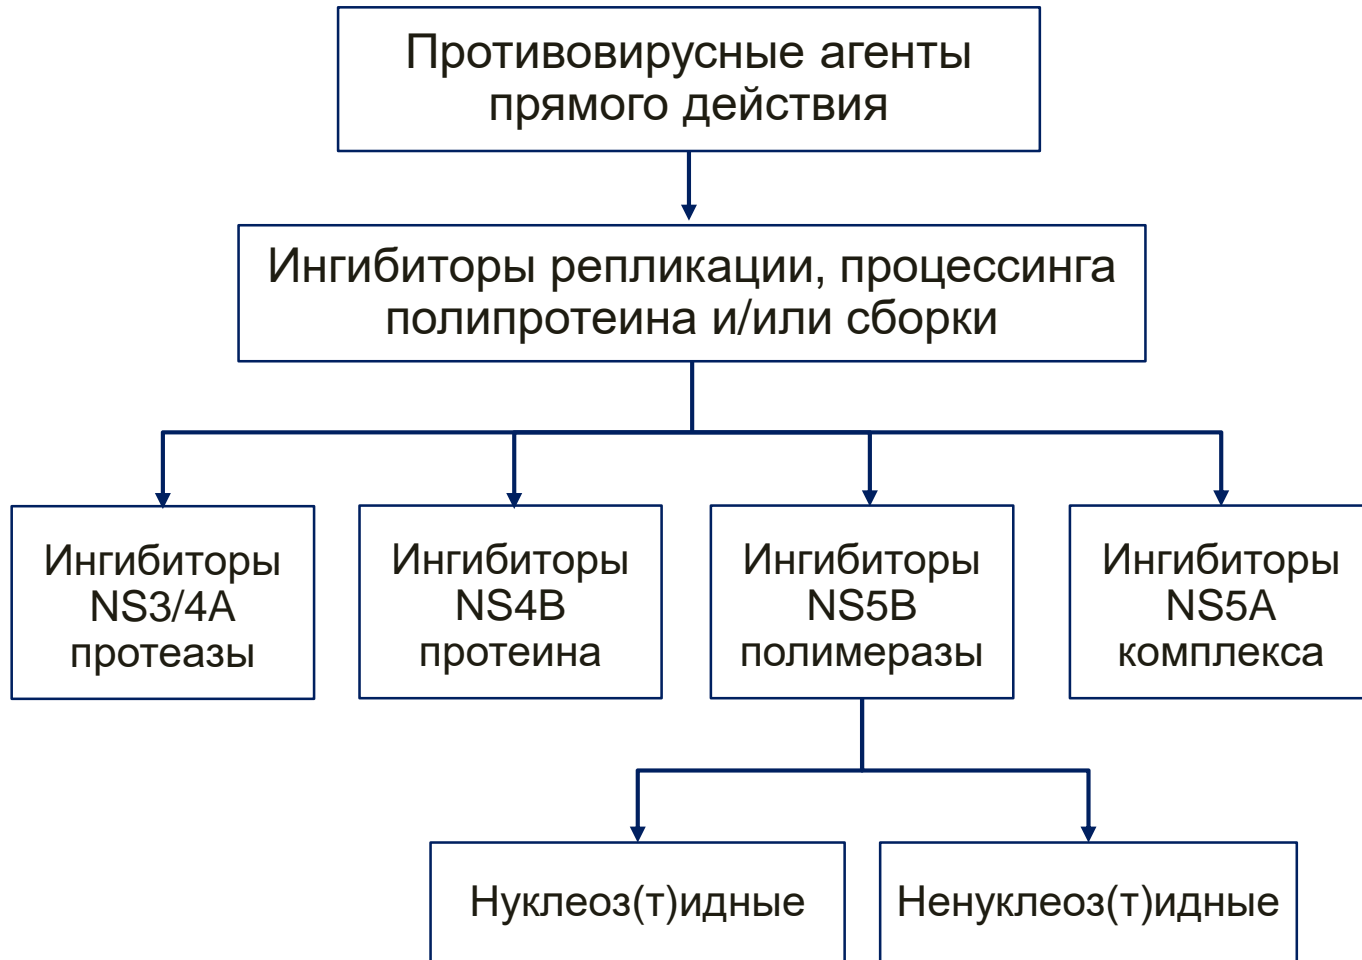 Противовирусные агенты
прямого действия
Ингибиторы репликации, процессинга
полипротеина и/или сборки
Ингибиторы
NS3/4A
протеазы
Ингибиторы
NS4B
протеина
Ингибиторы
NS5B
полимеразы
Ингибиторы
NS5A
комплекса
Нуклеоз(т)идные
Ненуклеоз(т)идные